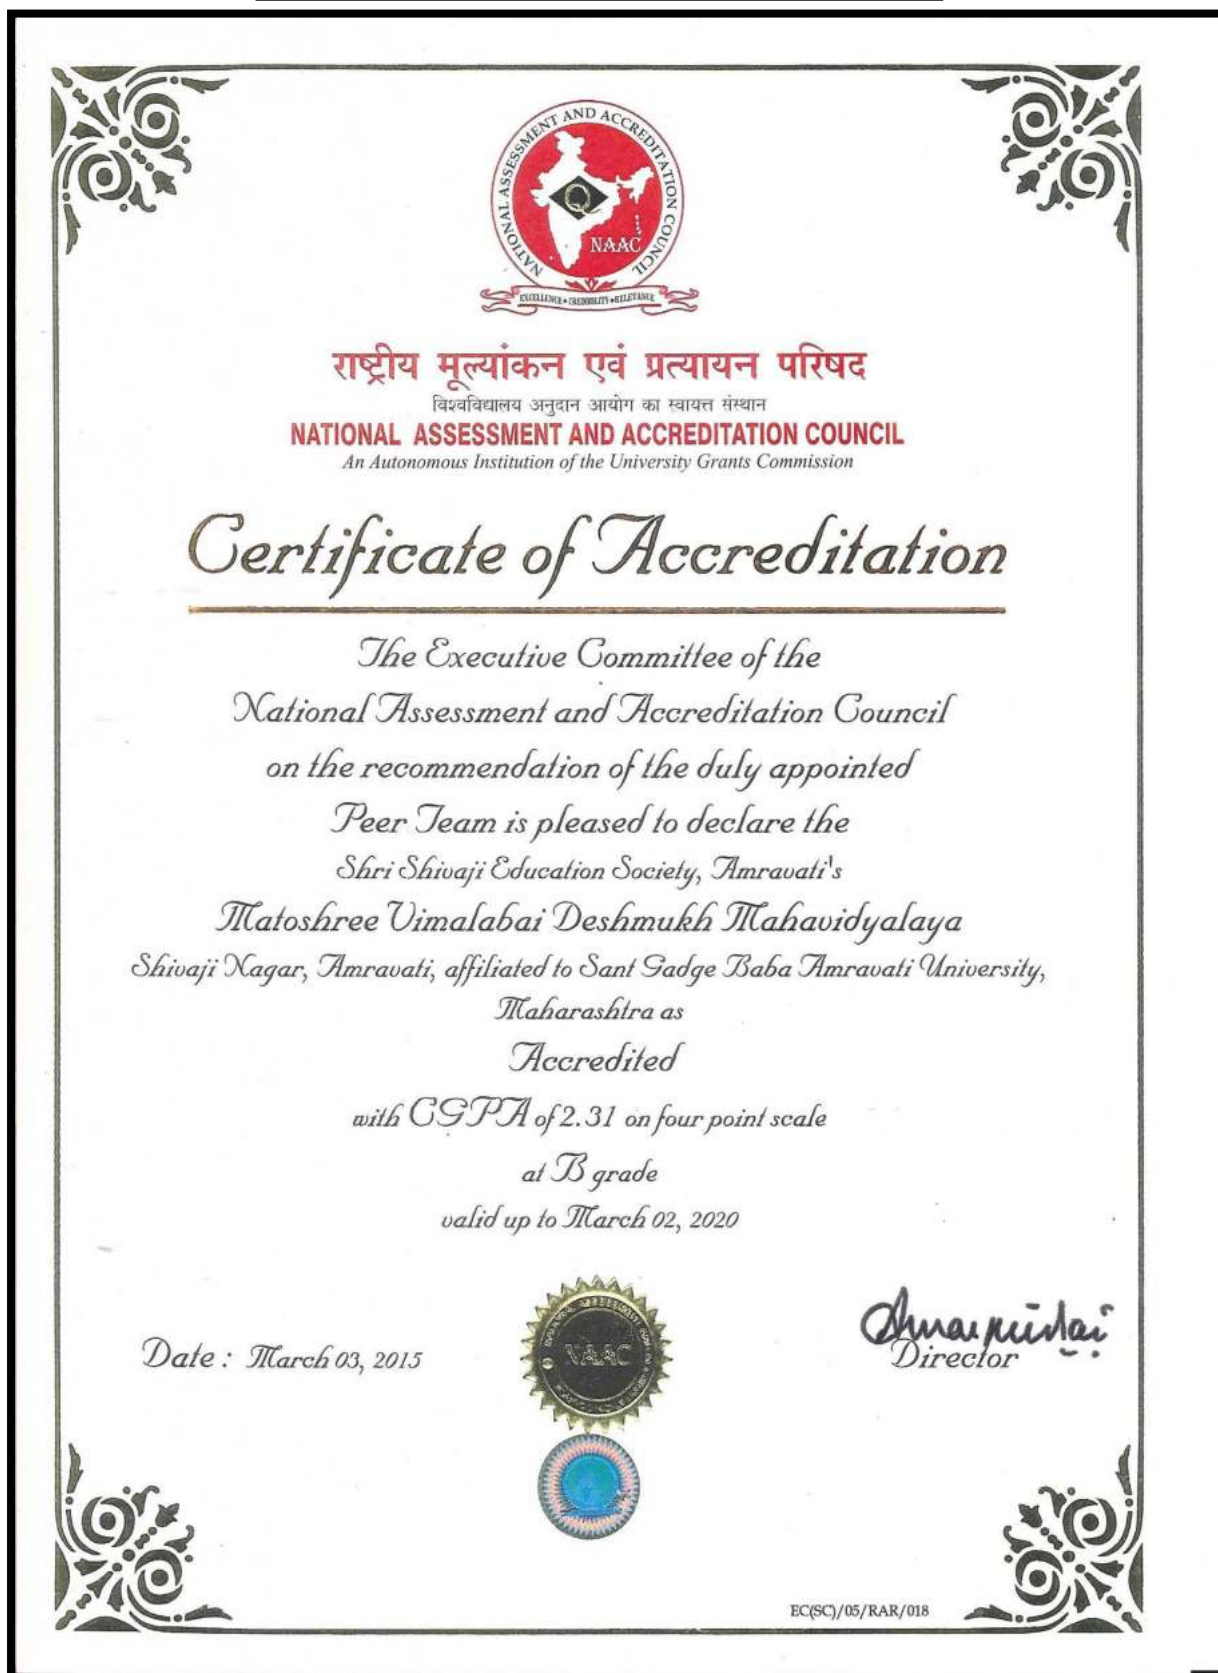 NATIONAL ASSESSMENT AND ACCREDITATION COUNCIL
Q
NAAC
EXCELLENCE • CREDIBILITY • RELEVANCE
राष्ट्रीय मूल्यांकन एवं प्रत्यायन परिषद
विश्वविद्यालय अनुदान आयोग का स्वायत्त संस्थान
NATIONAL ASSESSMENT AND ACCREDITATION COUNCIL
An Autonomous Institution of the University Grants Commission
Certificate of Accreditation
The Executive Committee of the
National Assessment and Accreditation Council
on the recommendation of the duly appointed
Peer Team is pleased to declare the
Shri Shivaji Education Society, Amravati's
Matoshree Vimalabai Deshmukh Mahavidyalaya
Shivaji Nagar, Amravati, affiliated to Sant Gadge Baba Amravati University,
Maharashtra as
Accredited
with CGPA of 2.31 on four point scale
at B grade
valid up to March 02, 2020
Date : March 03, 2015
NAAC
Director
EC(SC)/05/RAR/018